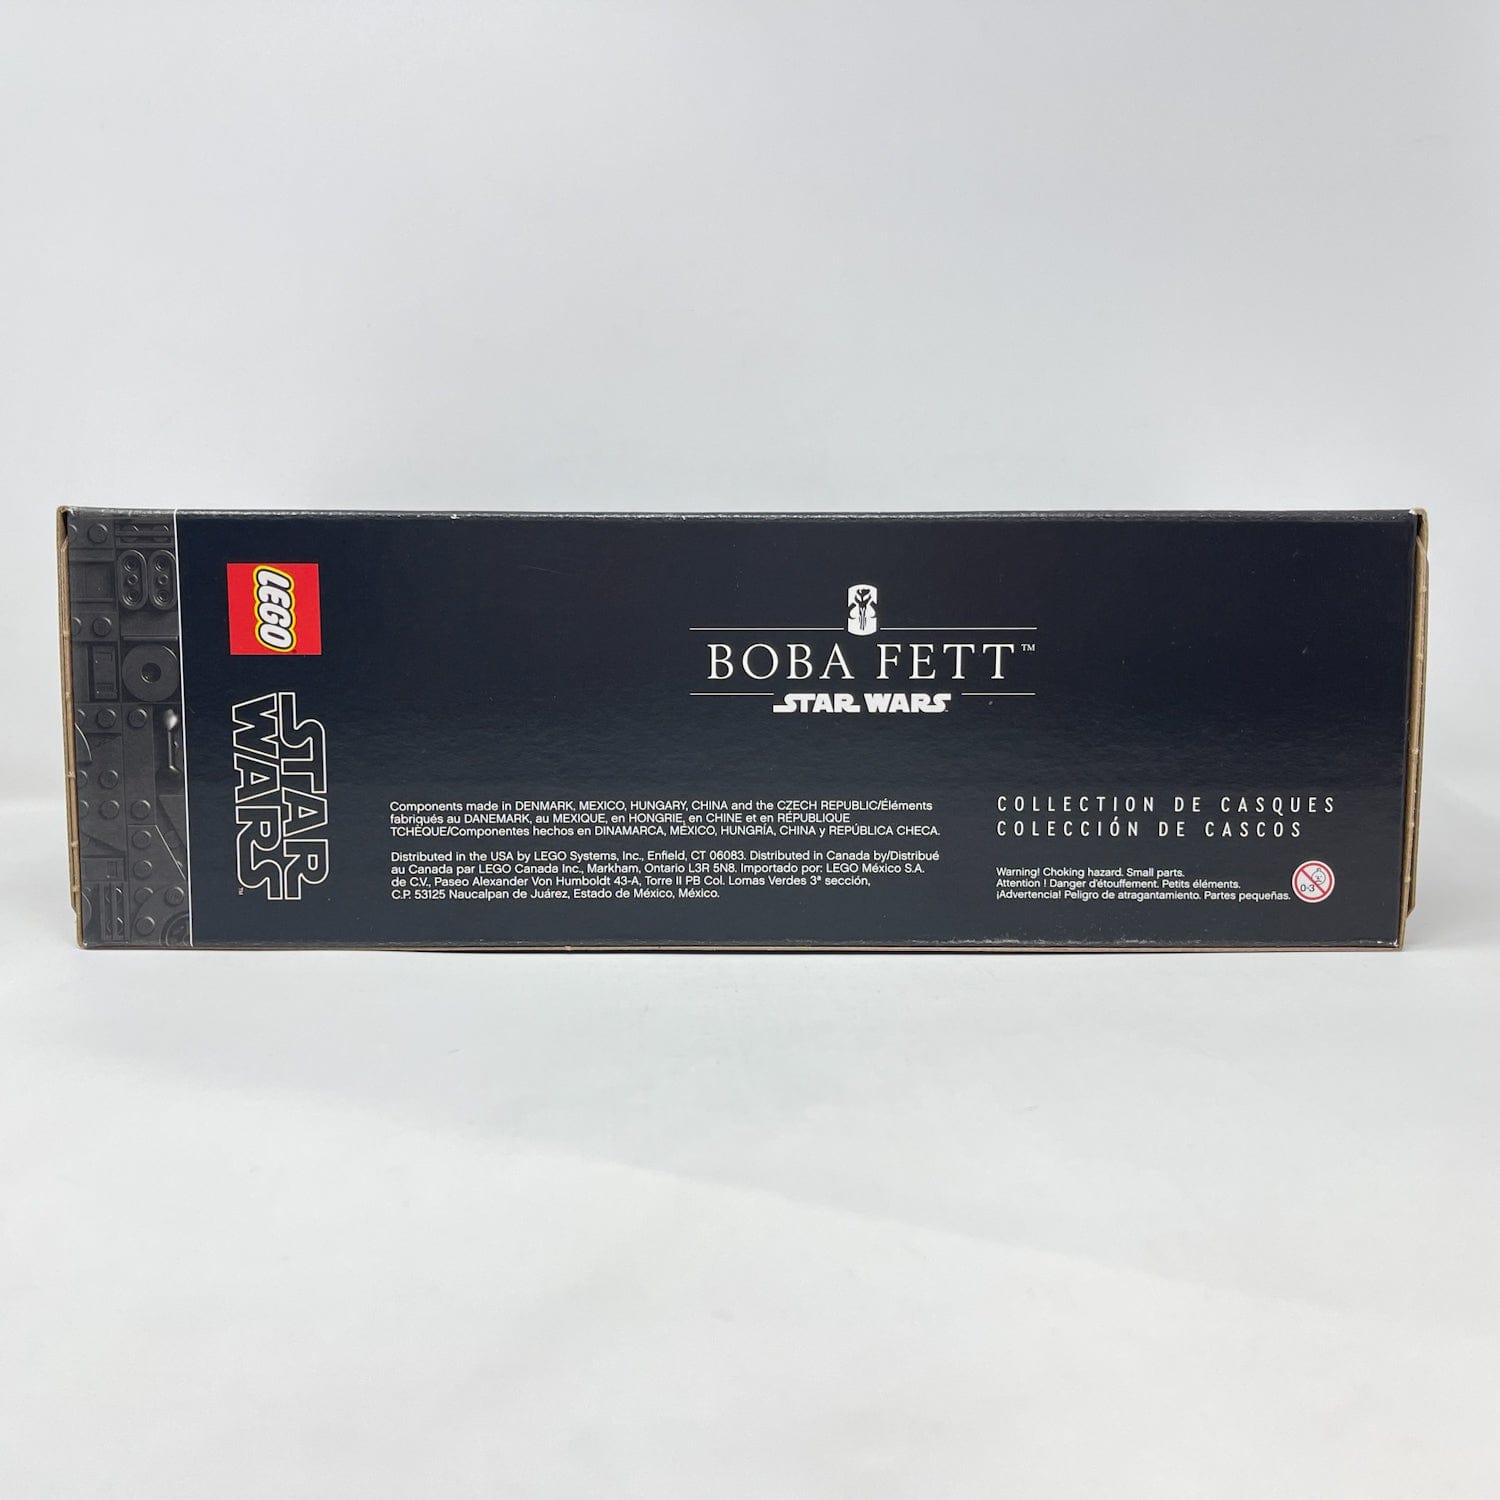 LEGO
STAR
WARS™
BOBA FETT™
STAR WARS
Components made in DENMARK, MEXICO, HUNGARY, CHINA and the CZECH REPUBLIC/Éléments
fabriqués au DANEMARK, au MEXIQUE, en HONGRIE, en CHINE et en RÉPUBLIQUE
TCHÈQUE/Componentes hechos en DINAMARCA, MÉXICO, HUNGRÍA, CHINA y REPÚBLICA CHECA.
Distributed in the USA by LEGO Systems, Inc., Enfield, CT 06083. Distributed in Canada by/Distribué
au Canada par LEGO Canada Inc., Markham, Ontario L3R 5N8. Importado por: LEGO México S.A.
de C.V., Paseo Alexander Von Humboldt 43-A, Torre II PB Col. Lomas Verdes 3ª sección,
C.P. 53125 Naucalpan de Juárez, Estado de México, México.
COLLECTION DE CASQUES
COLECCIÓN DE CASCOS
Warning! Choking hazard. Small parts.
Attention ! Danger d'étouffement. Petits éléments.
¡Advertencia! Peligro de atragantamiento. Partes pequeñas.
0-3